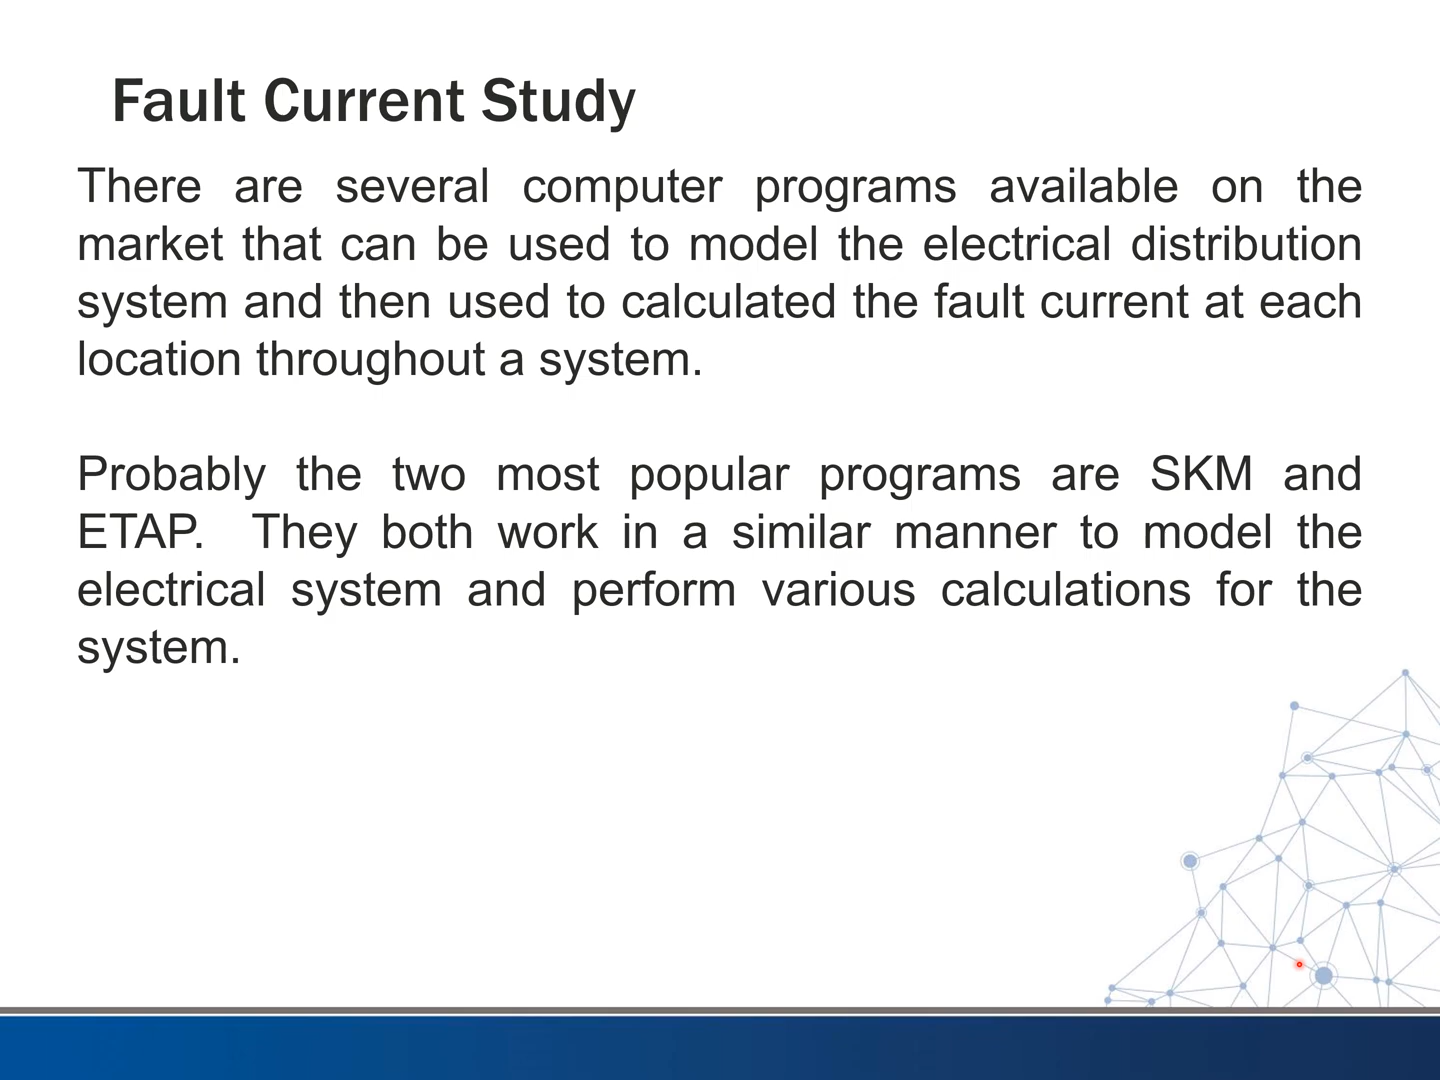 Fault Current Study
There are several computer programs available on the
market that can be used to model the electrical distribution
system and then used to calculated the fault current at each
location throughout a system.
Probably the two most popular programs are SKM and
ETAP.  They both work in a similar manner to model the
electrical system and perform various calculations for the
system.